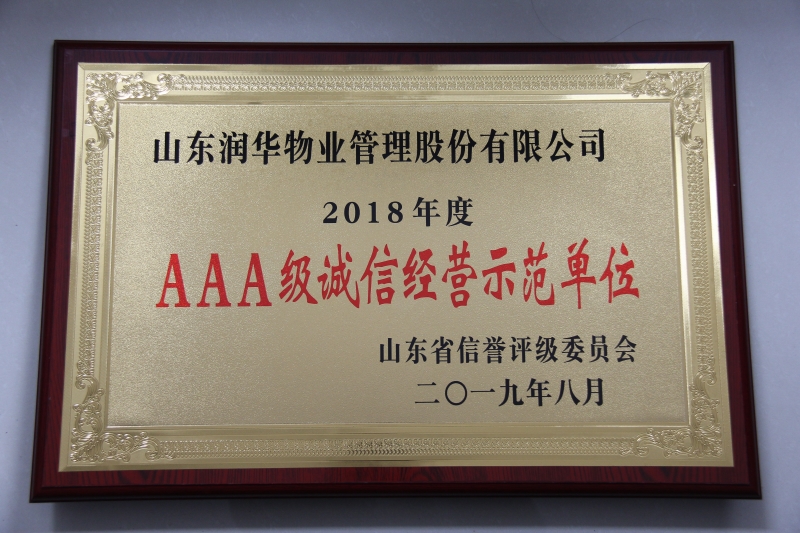 山东润华物业管理股份有限公司
2018年度
AAA级诚信经营示范单位
山东省信誉评级委员会
二〇一九年八月